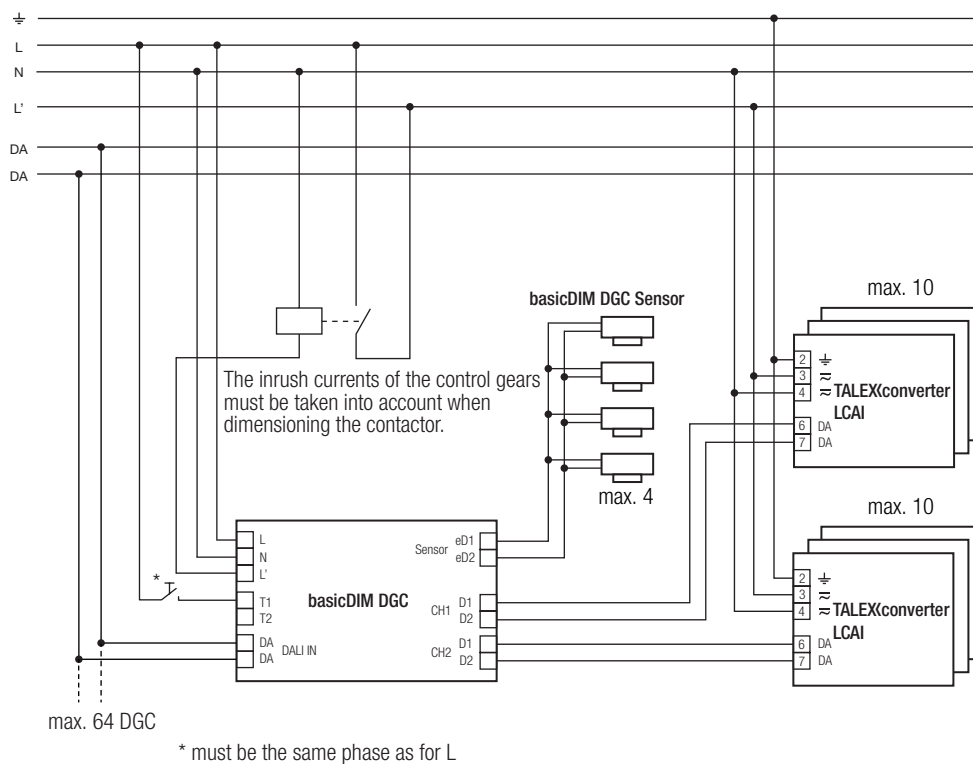 L
N
L’
DA
DA
basicDIM DGC Sensor
max. 10
The inrush currents of the control gears
must be taken into account when
dimensioning the contactor.
2
3
4
TALEXXconverter
LCAI
6 DA
7 DA
max. 4
max. 10
L
N
L’
*
T1
T2
DA
DA
DALI IN
basicDIM DGC
Sensor
eD1
eD2
CH1
D1
D2
CH2
D1
D2
2
3
4
TALEXXconverter
LCAI
6 DA
7 DA
max. 64 DGC
* must be the same phase as for L